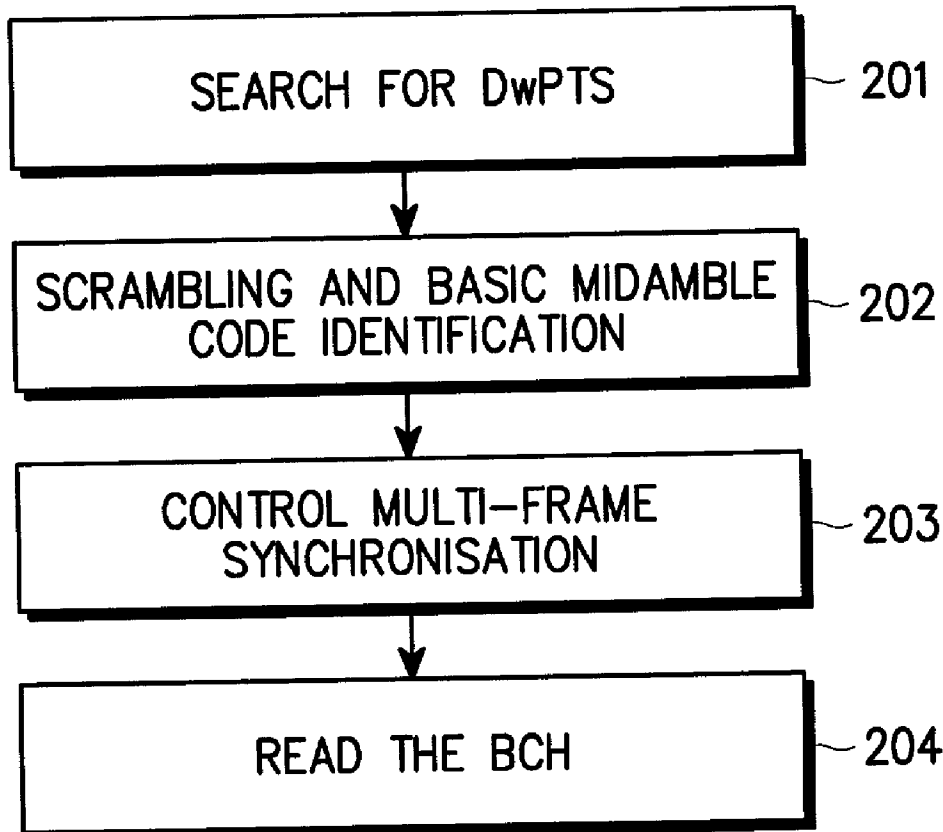 SEARCH FOR DwPTS
201
SCRAMBLING AND BASIC MIDAMBLE
CODE IDENTIFICATION
202
CONTROL MULTI-FRAME
SYNCHRONISATION
203
READ THE BCH
204